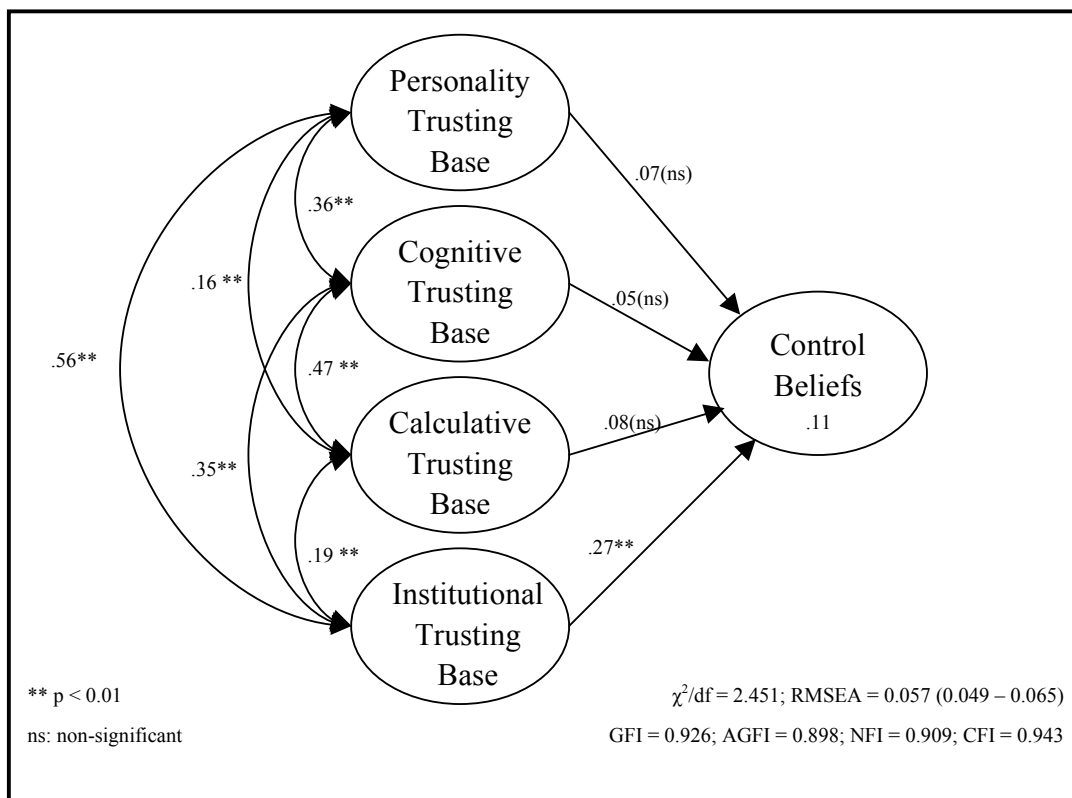 Personality
Trusting
Base
.07(ns)
.36**
Cognitive
Trusting
Base
.16 **
.05(ns)
.56**
.47 **
Control
Beliefs
.11
Calculative
Trusting
Base
.08(ns)
.35**
.19 **
.27**
Institutional
Trusting
Base
** p < 0.01
ns: non-significant
χ²/df = 2.451; RMSEA = 0.057 (0.049 – 0.065)
GFI = 0.926; AGFI = 0.898; NFI = 0.909; CFI = 0.943